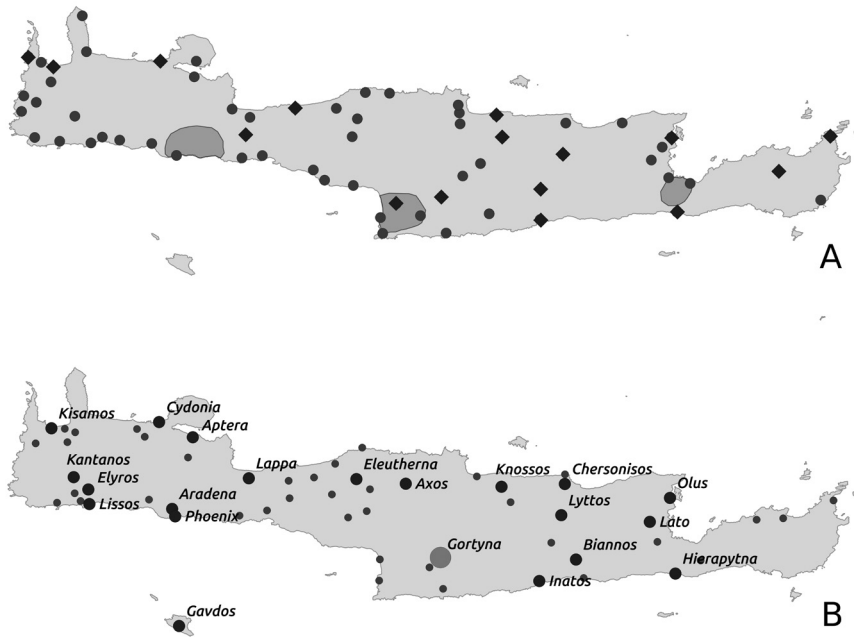 A
Kisamos
Cydonia
Aptera
Kantanos
Elyros
Lissos
Aradena
Phoenix
Lappa
Eleutherna
Axos
Knossos
Chersonisos
Olus
Lyttos
Lato
Gortyna
Biannos
Hierapytna
Inatos
Gavdos
B